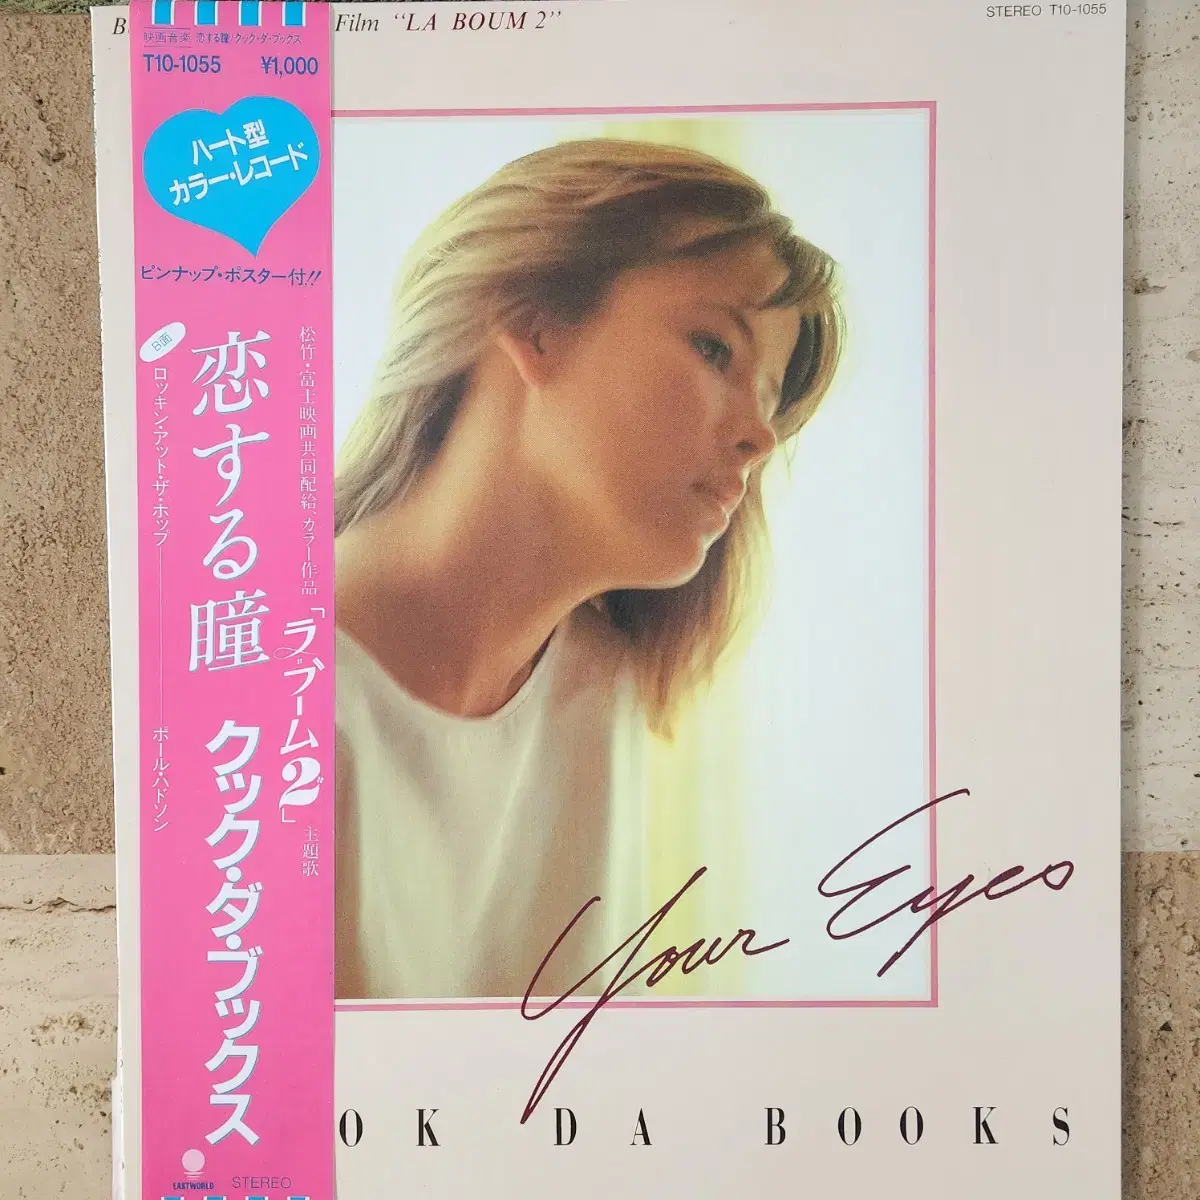 Film "LA BOUM 2"
STEREO T10-1055
映画音楽 恋する瞳/クック・ダ・ブックス
T10-1055 ¥1,000
ハート型
カラー・レコード
ピンナップ・ポスター付!!
松竹・富士映画共同配給、カラー作品「ラ・ブーム2」主題歌
恋する瞳 クック・ダ・ブックス
B面
ロッキン・アット・ザ・ホップ——ポール・ハドソン
Your Eyes
OK DA BOOKS
EASTWORLD
STEREO